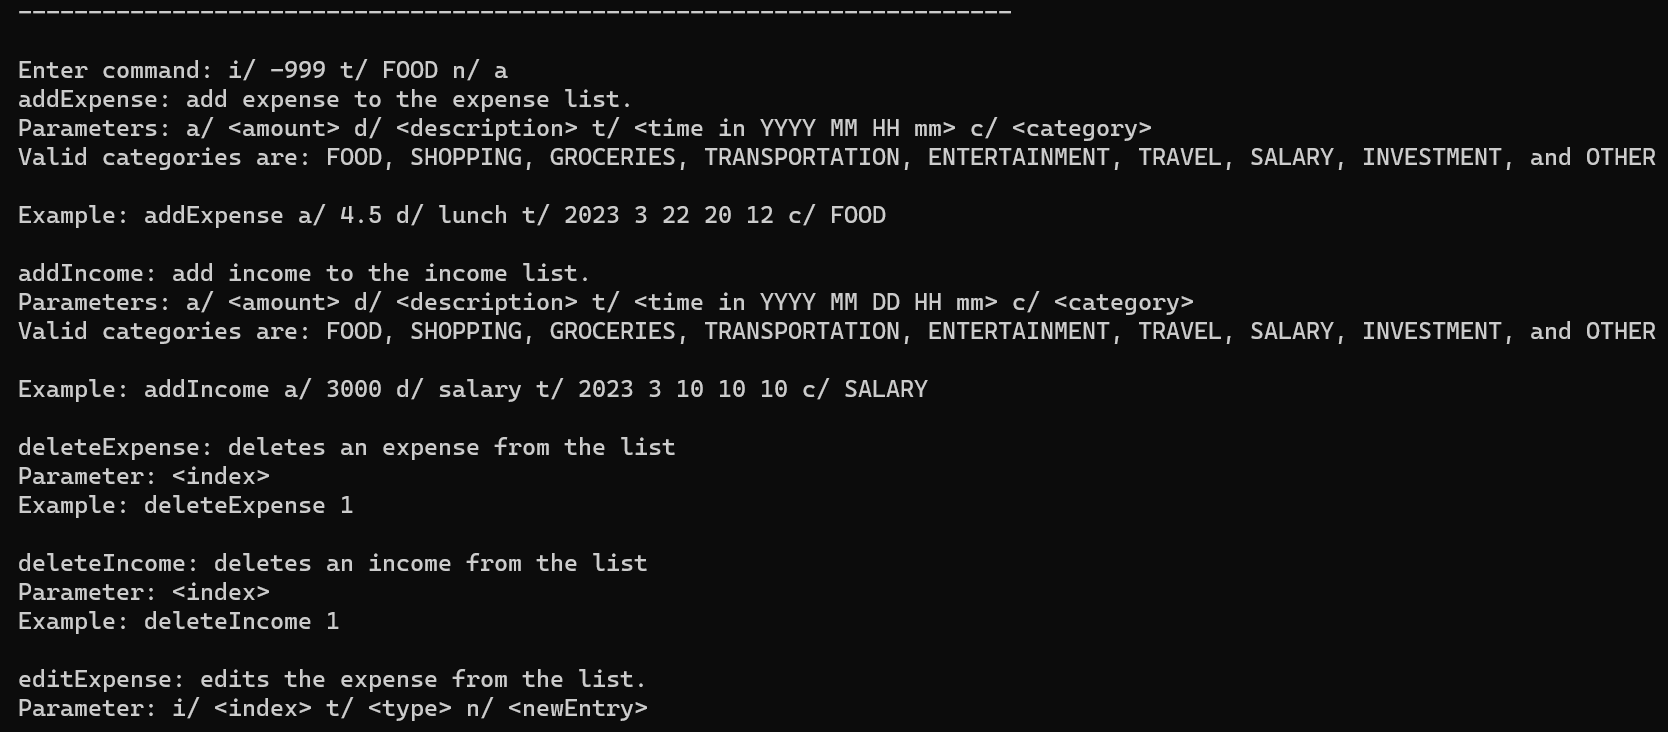 -----------------------------------------------------------------------
Enter command: i/ -999 t/ FOOD n/ a
addExpense: add expense to the expense list.
Parameters: a/ <amount> d/ <description> t/ <time in YYYY MM HH mm> c/ <category>
Valid categories are: FOOD, SHOPPING, GROCERIES, TRANSPORTATION, ENTERTAINMENT, TRAVEL, SALARY, INVESTMENT, and OTHER
Example: addExpense a/ 4.5 d/ lunch t/ 2023 3 22 20 12 c/ FOOD
addIncome: add income to the income list.
Parameters: a/ <amount> d/ <description> t/ <time in YYYY MM DD HH mm> c/ <category>
Valid categories are: FOOD, SHOPPING, GROCERIES, TRANSPORTATION, ENTERTAINMENT, TRAVEL, SALARY, INVESTMENT, and OTHER
Example: addIncome a/ 3000 d/ salary t/ 2023 3 10 10 10 c/ SALARY
deleteExpense: deletes an expense from the list
Parameter: <index>
Example: deleteExpense 1
deleteIncome: deletes an income from the list
Parameter: <index>
Example: deleteIncome 1
editExpense: edits the expense from the list.
Parameter: i/ <index> t/ <type> n/ <newEntry>